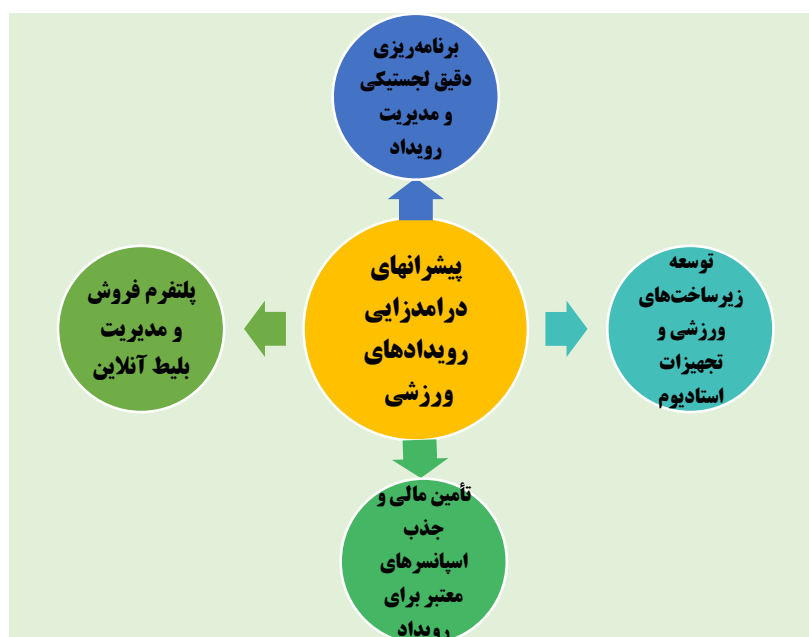 برنامه‌ریزی
دقیق لجستیکی
و مدیریت
رویداد
پیشرانهای
درامدزایی
رویدادهای
ورزشی
توسعه
زیرساخت‌های
ورزشی و
تجهیزات
استادیوم
پلتفرم فروش
و مدیریت
بلیط آنلاین
تأمین مالی و
جذب
اسپانسرهای
معتبر برای
رویداد